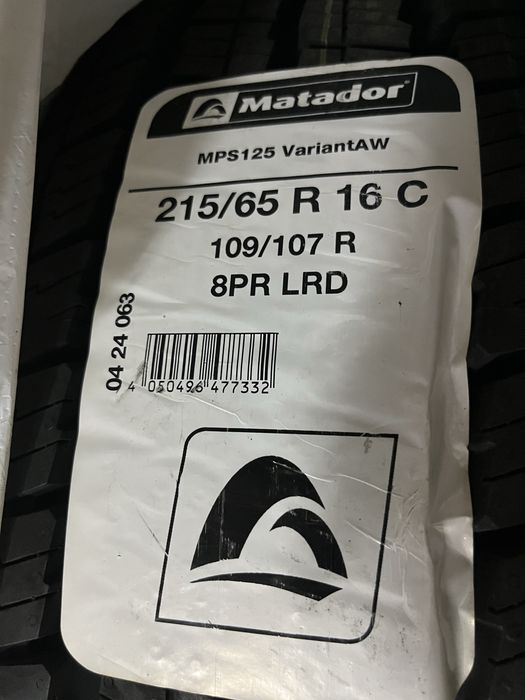 Matador
MPS125 VariantAW
215/65 R 16 C
109/107 R
8PR LRD
04 24 063
4 050496 477332